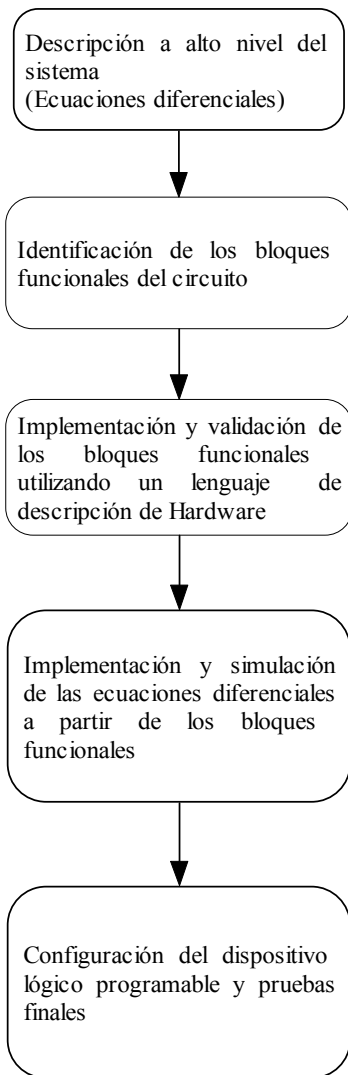 Descripción a alto nivel del
sistema
(Ecuaciones diferenciales)
Identificación de los bloques
funcionales del circuito
Implementación y validación de
los bloques funcionales
utilizando un lenguaje de
descripción de Hardware
Implementación y simulación
de las ecuaciones diferenciales
a partir de los bloques
funcionales
Configuración del dispositivo
lógico programable y pruebas
finales